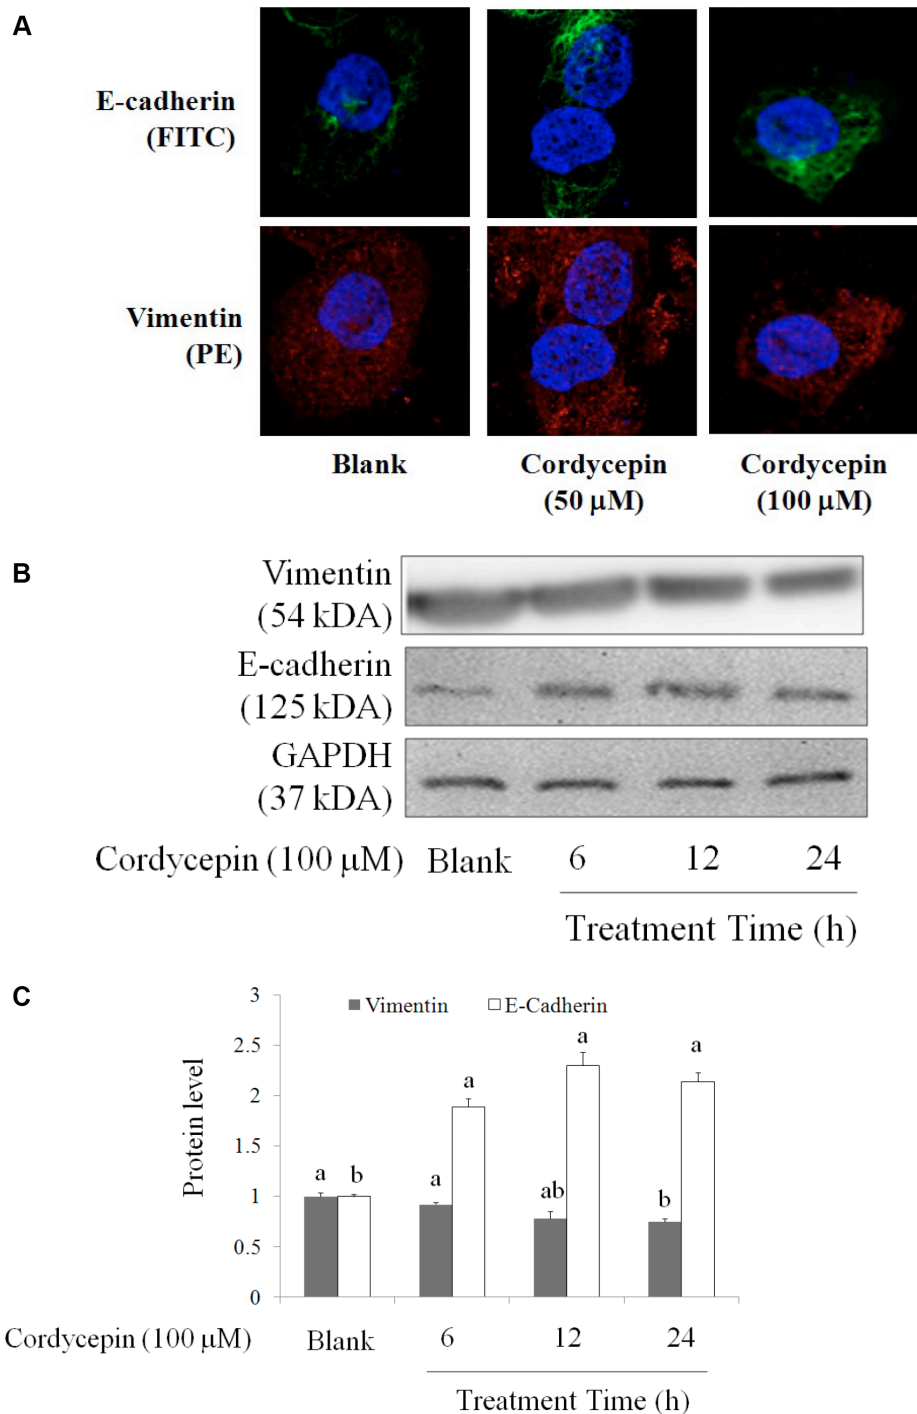 A
E-cadherin
(FITC)
Vimentin
(PE)
Blank
Cordycepin
(50 µM)
Cordycepin
(100 µM)
B
Vimentin
(54 kDA)
E-cadherin
(125 kDA)
GAPDH
(37 kDA)
Cordycepin (100 µM) Blank 6 12 24
Treatment Time (h)
C
Vimentin E-Cadherin
Protein level
3
2.5
2
1.5
1
0.5
0
a b
a a
ab a
b a
Cordycepin (100 µM) Blank 6 12 24
Treatment Time (h)